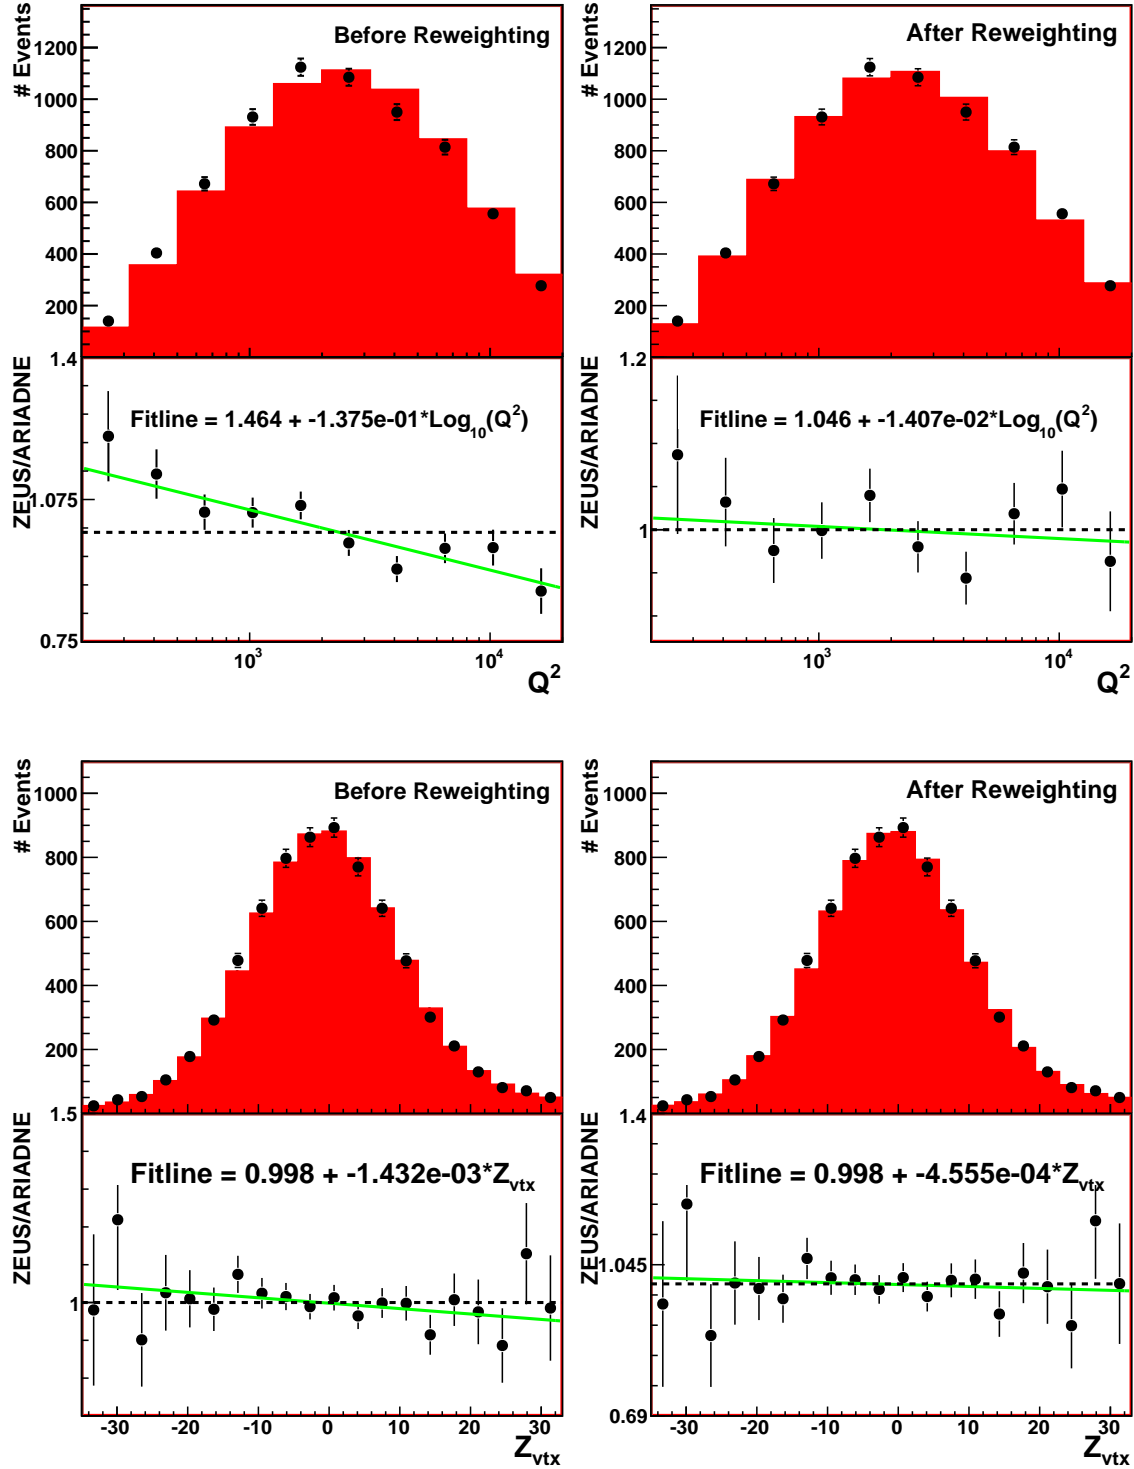 Before Reweighting
# Events
1200
1000
800
600
400
200
After Reweighting
# Events
1200
1000
800
600
400
200
1.4
ZEUS/ARIADNE
Fitline = 1.464 + -1.375e-01*Log₁₀(Q²)
1.075
0.75
10³
10⁴
Q²
1.2
ZEUS/ARIADNE
Fitline = 1.046 + -1.407e-02*Log₁₀(Q²)
1
10³
10⁴
Q²
Before Reweighting
# Events
1000
800
600
400
200
After Reweighting
# Events
1000
800
600
400
200
1.5
ZEUS/ARIADNE
Fitline = 0.998 + -1.432e-03*Z_vtx
1
-30 -20 -10 0 10 20 30
Z_vtx
1.4
ZEUS/ARIADNE
Fitline = 0.998 + -4.555e-04*Z_vtx
1.045
0.69
-30 -20 -10 0 10 20 30
Z_vtx